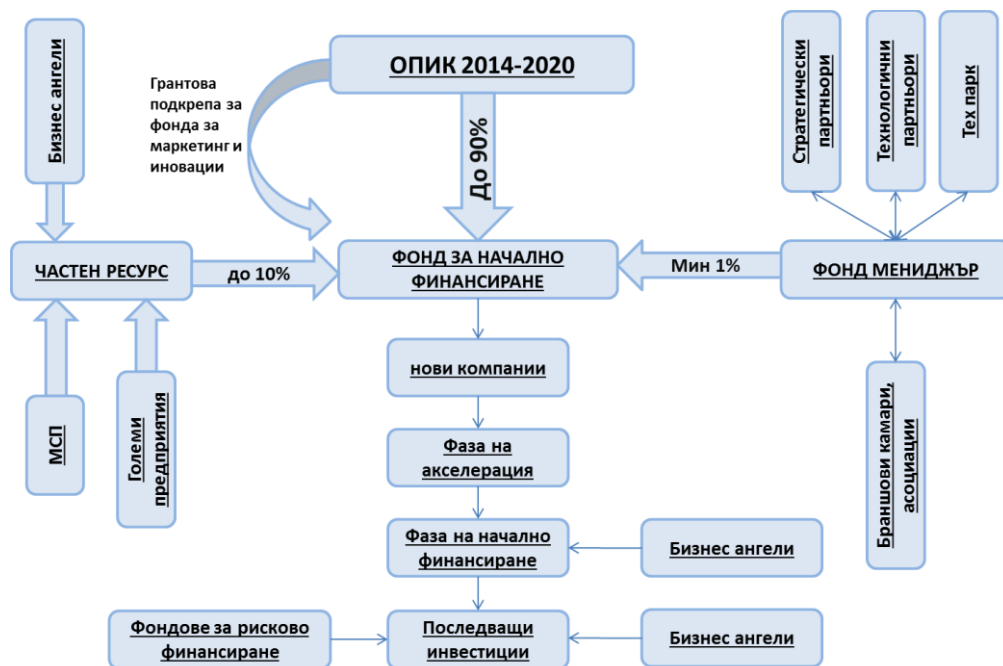 ОПИК 2014-2020
Бизнес ангели
Грантова
подкрепа за
фонда за
маркетинг и
иновации
До 90%
Стратегически
партньори
Технологични
партньори
Тех парк
ЧАСТЕН РЕСУРС
до 10%
ФОНД ЗА НАЧАЛНО
ФИНАНСИРАНЕ
Мин 1%
ФОНД МЕНИДЖЪР
МСП
Големи
предприятия
нови компании
Фаза на
акселерация
Браншови камари,
асоциации
Фаза на начално
финансиране
Бизнес ангели
Фондове за рисково
финансиране
Последващи
инвестиции
Бизнес ангели